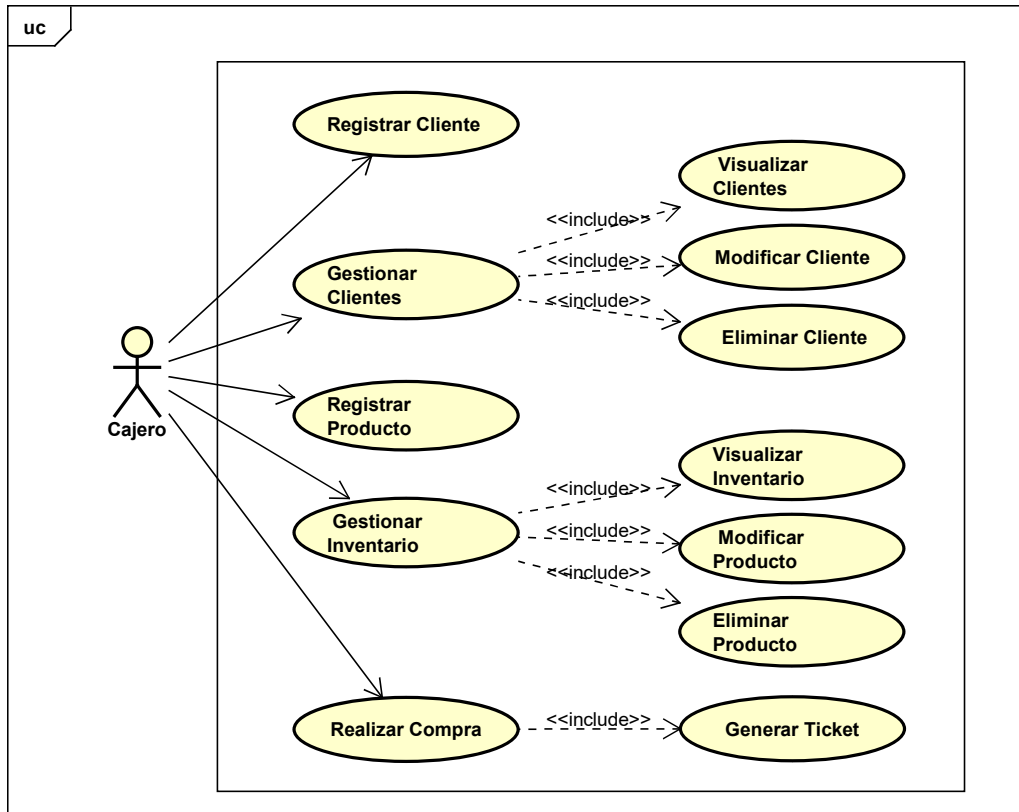 uc
Registrar Cliente
Visualizar
Clientes
<<include>>
Gestionar
Clientes
<<include>>
Modificar Cliente
<<include>>
Eliminar Cliente
Cajero
Registrar
Producto
Visualizar
Inventario
<<include>>
Gestionar
Inventario
<<include>>
Modificar
Producto
<<include>>
Eliminar
Producto
Realizar Compra
<<include>>
Generar Ticket